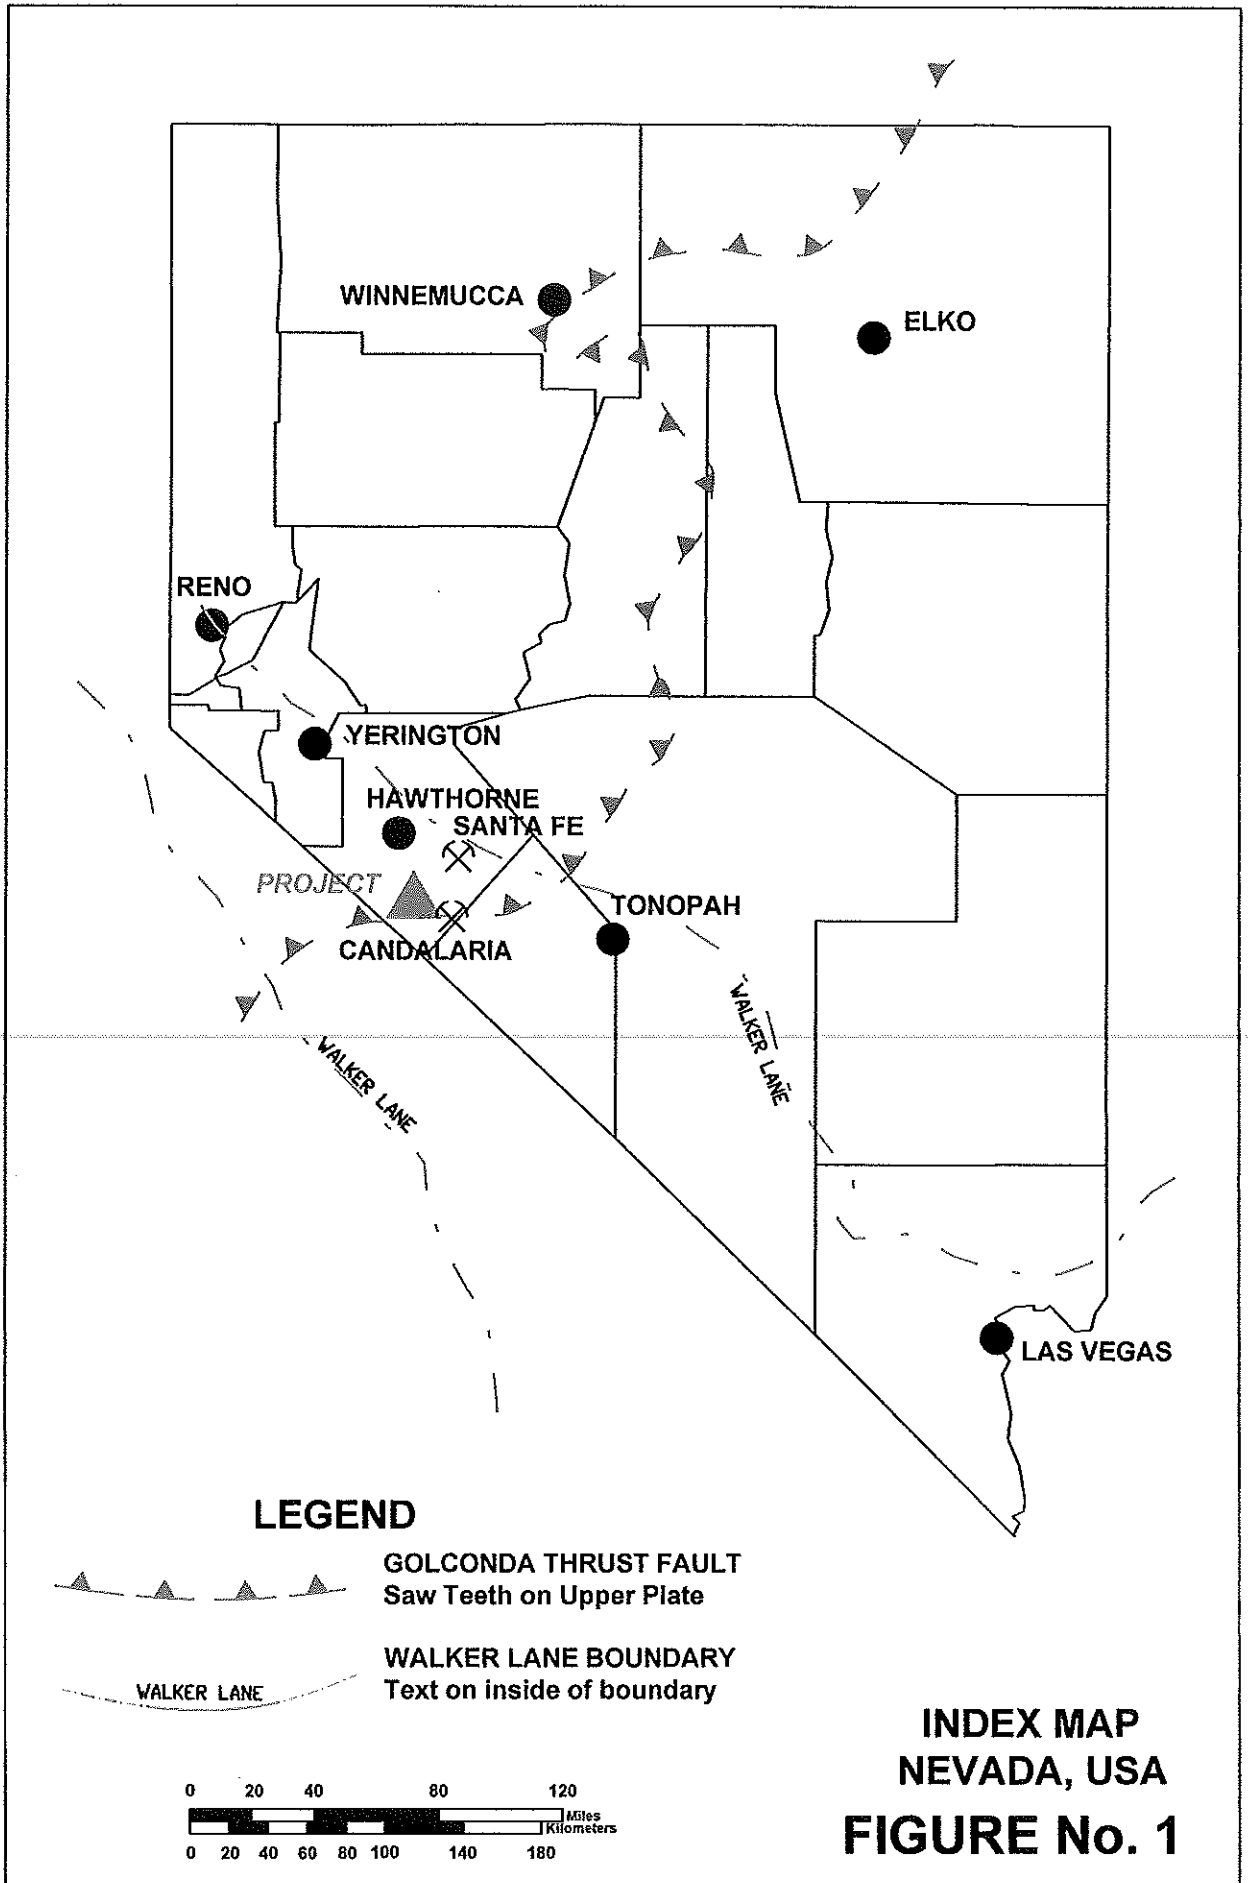 WINNEMUCCA
ELKO
RENO
YERINGTON
HAWTHORNE
SANTA FE
PROJECT
TONOPAH
CANDALARIA
WALKER LANE
WALKER LANE
LAS VEGAS
LEGEND
GOLCONDA THRUST FAULT
Saw Teeth on Upper Plate
WALKER LANE BOUNDARY
WALKER LANE
Text on inside of boundary
INDEX MAP
NEVADA, USA
FIGURE No. 1
0 20 40 80 120
Miles
Kilometers
0 20 40 60 80 100 140 180